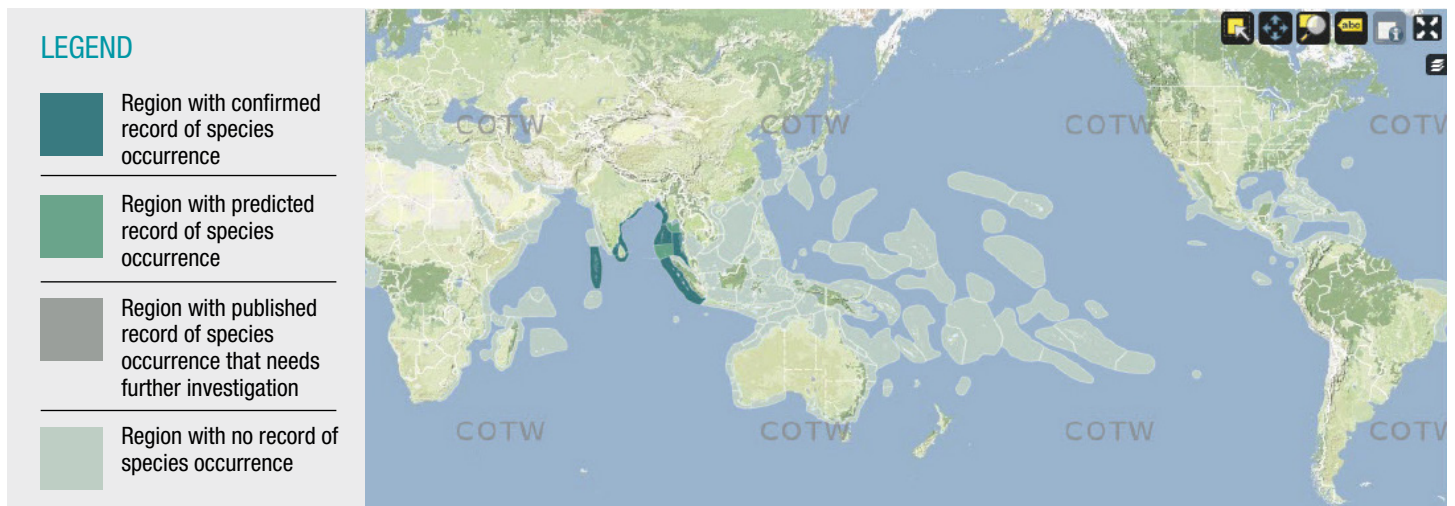 LEGEND
Region with confirmed
record of species
occurrence
Region with predicted
record of species
occurrence
Region with published
record of species
occurrence that needs
further investigation
Region with no record of
species occurrence
abc
COTW COTW COTW COTW
COTW COTW COTW COTW